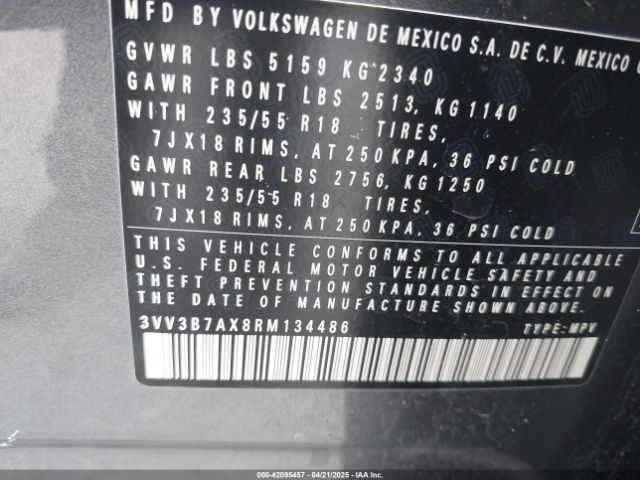 MFD BY VOLKSWAGEN DE MEXICO S.A. DE C.V. MEXICO
GVWR LBS 5159 KG 2340
GAWR FRONT LBS 2513, KG 1140
WITH 235/55 R18 TIRES,
7JX18 RIMS, AT 250 KPA, 36 PSI COLD
GAWR REAR LBS 2756, KG 1250
WITH 235/55 R18 TIRES,
7JX18 RIMS, AT 250 KPA, 36 PSI COLD
THIS VEHICLE CONFORMS TO ALL APPLICABLE
U.S. FEDERAL MOTOR VEHICLE SAFETY AND
THEFT PREVENTION STANDARDS IN EFFECT ON
THE DATE OF MANUFACTURE SHOWN ABOVE.
3VV3B7AX8RM134486 TYPE: MPV
000-42095457 04/21/2025 IAA Inc.